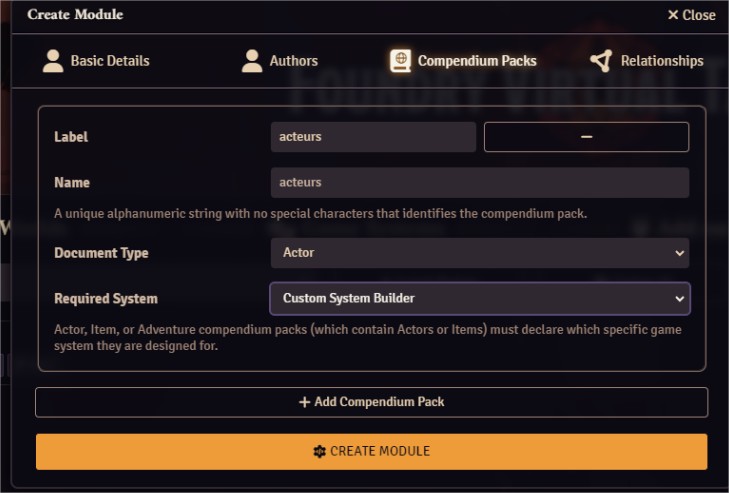 Create Module
✕ Close
Basic Details
Authors
Compendium Packs
Relationships
Label
acteurs
Name
acteurs
A unique alphanumeric string with no special characters that identifies the compendium pack.
Document Type
Actor
Required System
Custom System Builder
Actor, Item, or Adventure compendium packs (which contain Actors or Items) must declare which specific game
system they are designed for.
+ Add Compendium Pack
CREATE MODULE